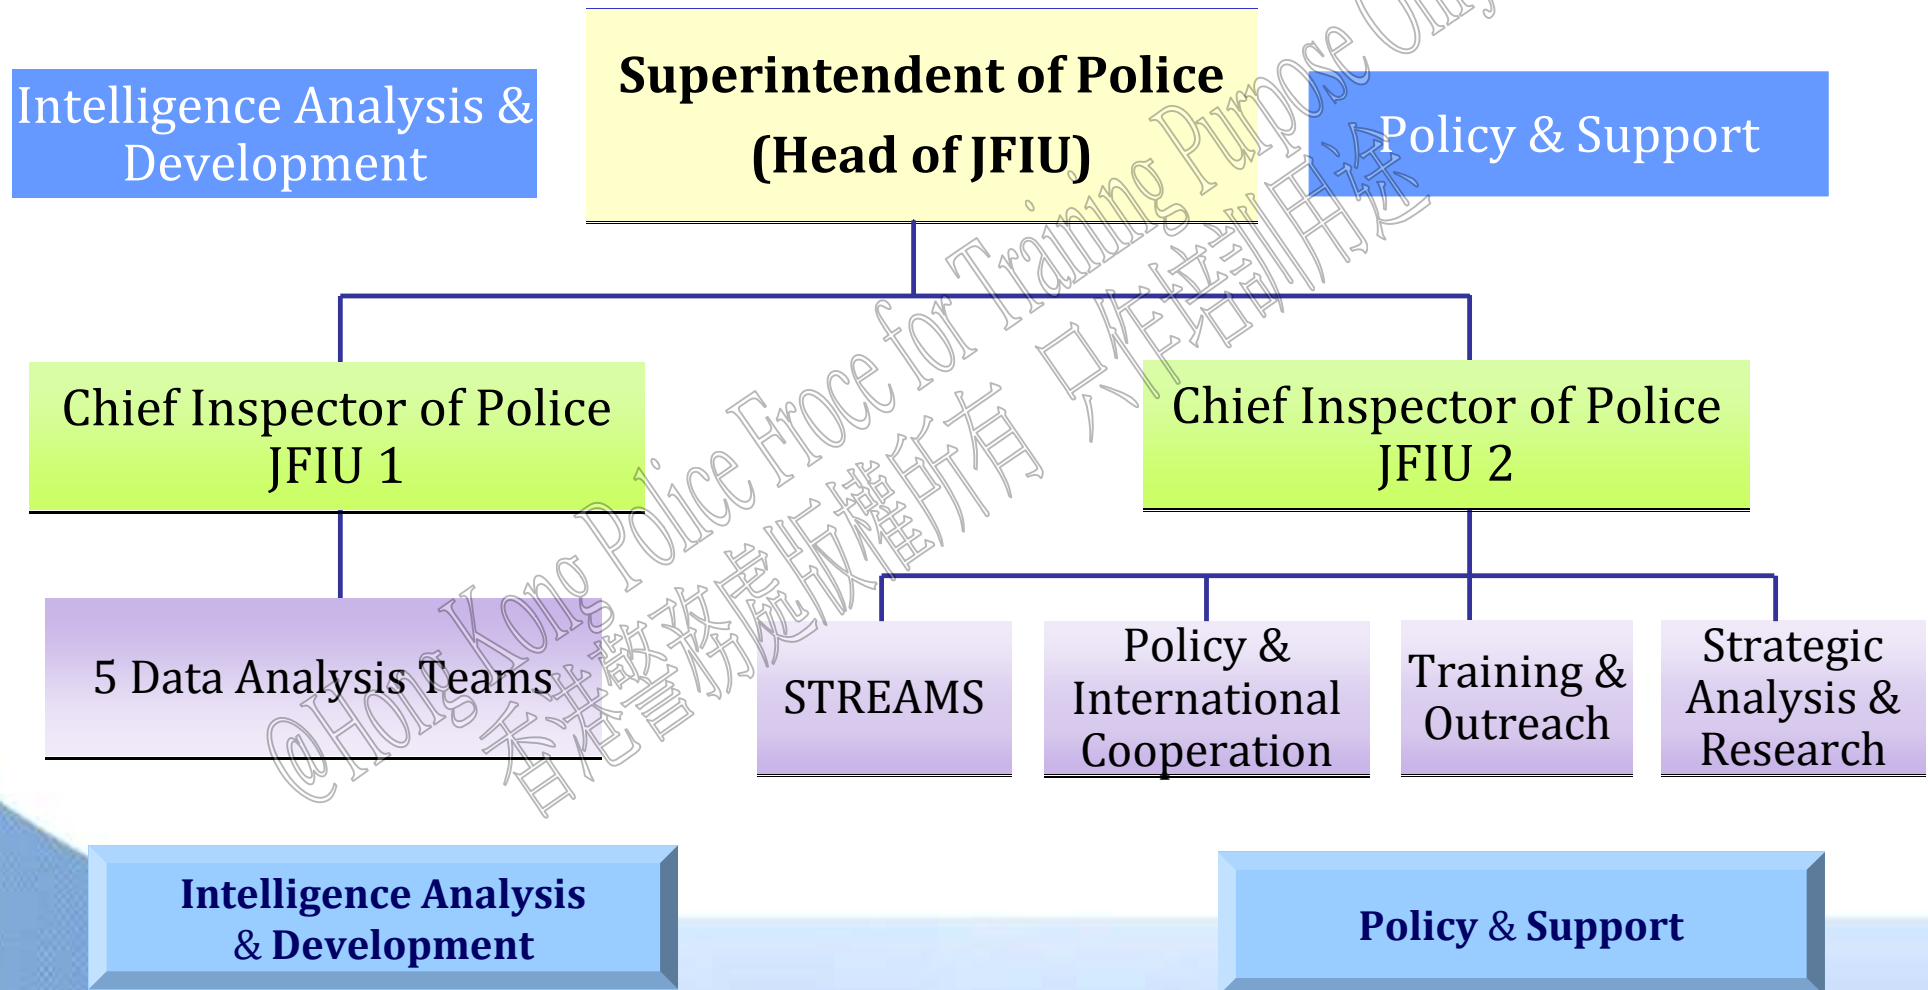 Superintendent of Police
(Head of JFIU)
Intelligence Analysis &
Development
Policy & Support
Chief Inspector of Police
JFIU 1
Chief Inspector of Police
JFIU 2
5 Data Analysis Teams
STREAMS
Policy &
International
Cooperation
Training &
Outreach
Strategic
Analysis &
Research
@Hong Kong Police Froce for Training Purpose Only
香港警務處版權所有 只作培訓用途
Intelligence Analysis
& Development
Policy & Support